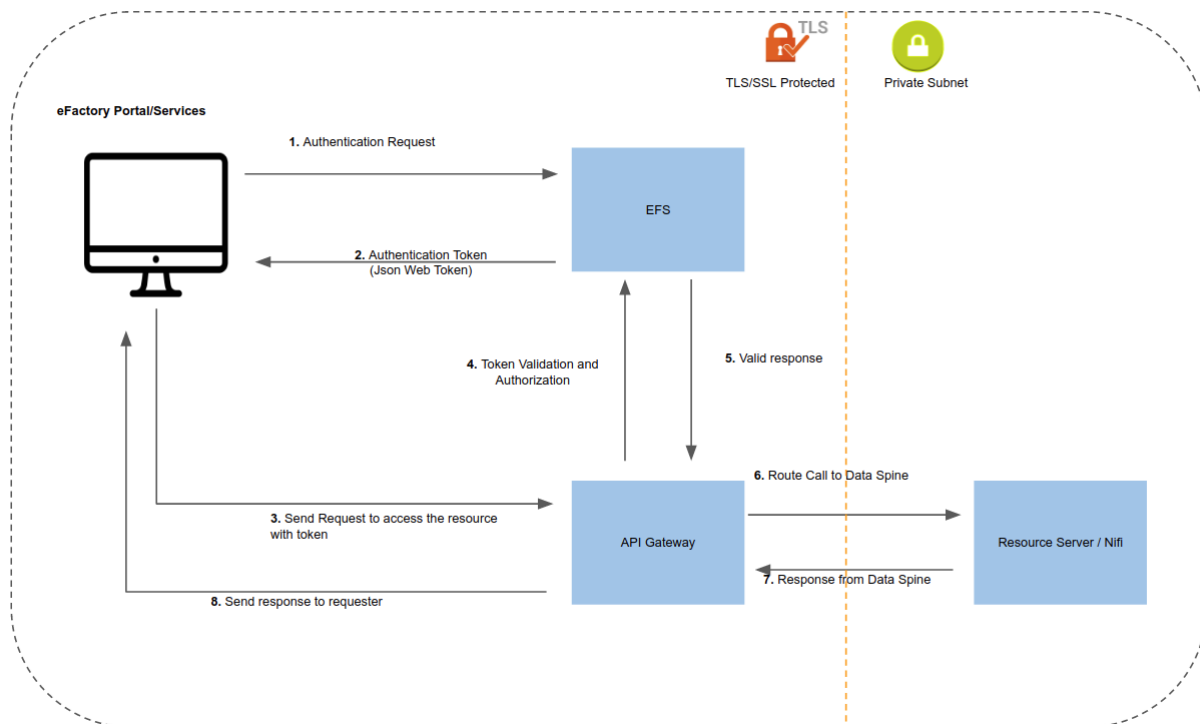 TLS
TLS/SSL Protected
Private Subnet
eFactory Portal/Services
1. Authentication Request
EFS
2. Authentication Token
(Json Web Token)
4. Token Validation and
Authorization
5. Valid response
6. Route Call to Data Spine
3. Send Request to access the resource
with token
API Gateway
Resource Server / Nifi
7. Response from Data Spine
8. Send response to requester